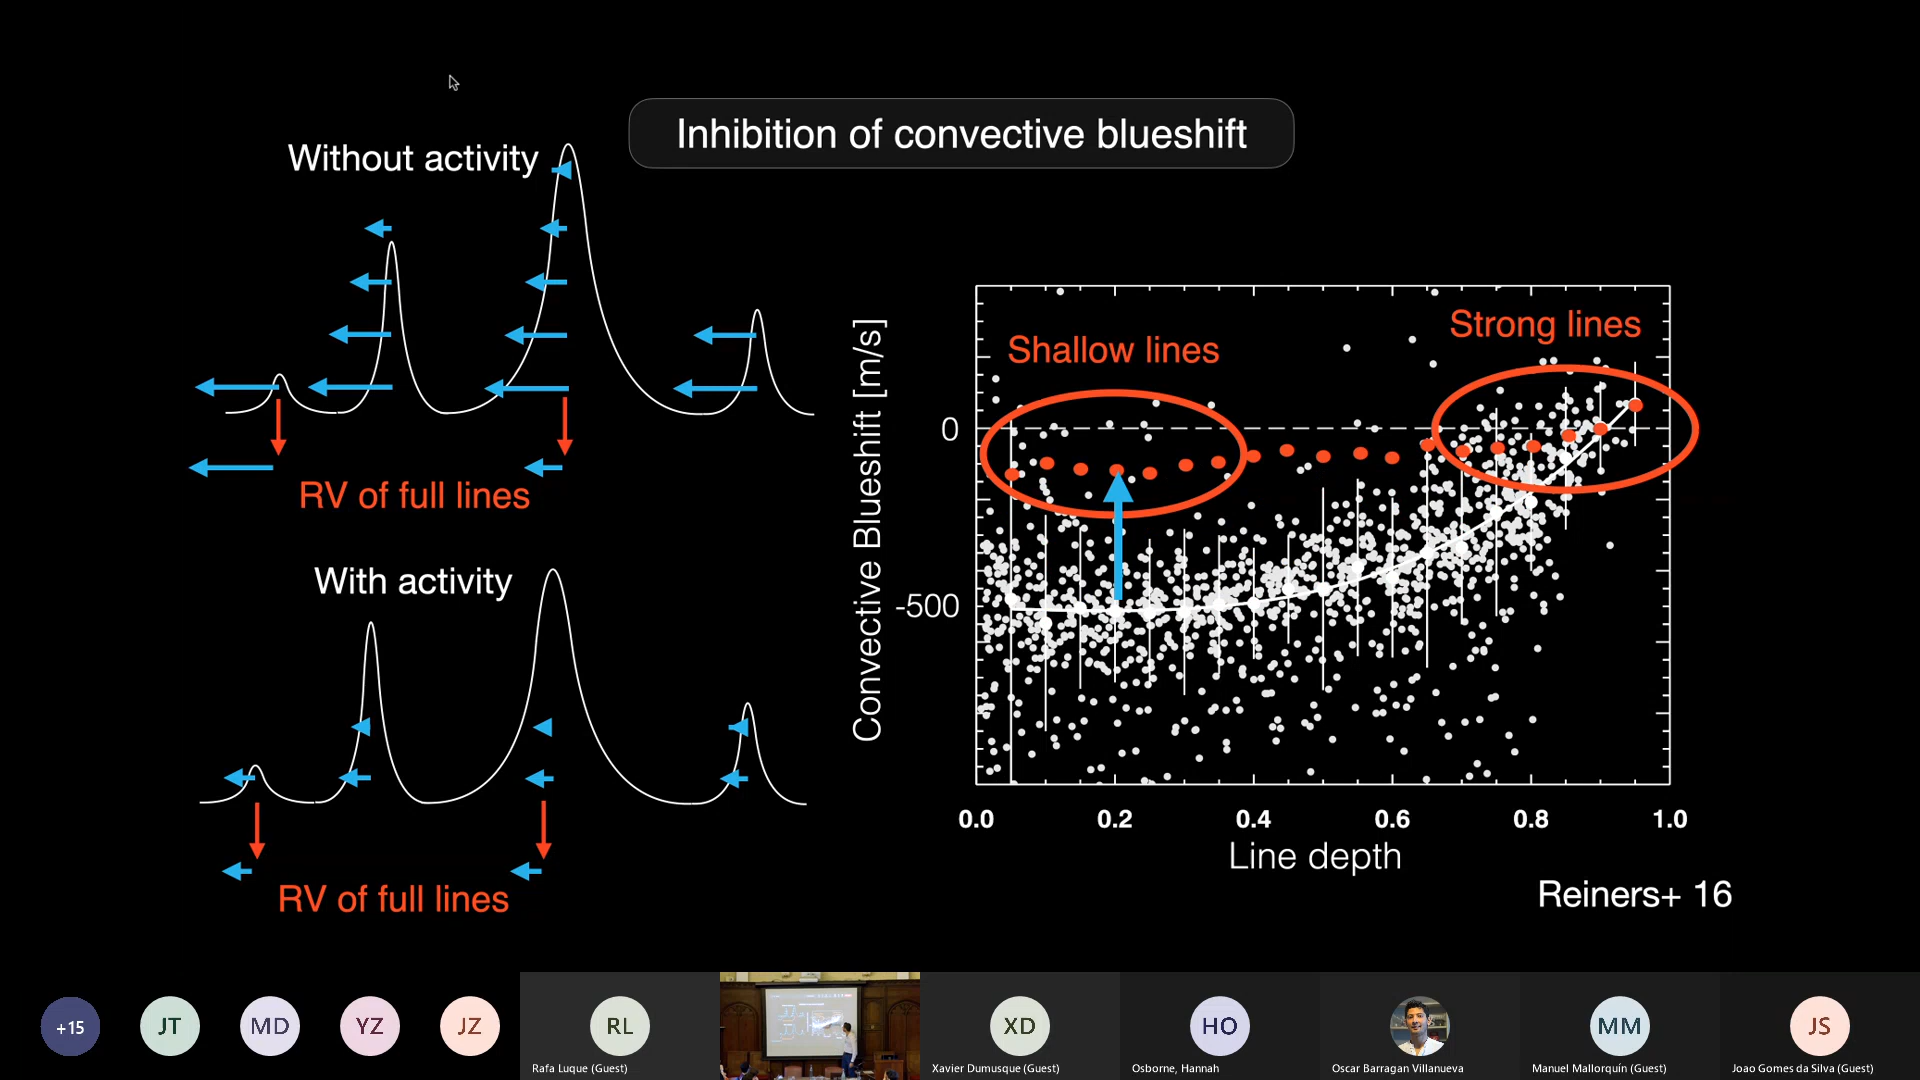 Inhibition of convective blueshift
Without activity
RV of full lines
With activity
RV of full lines
Shallow lines
Strong lines
Convective Blueshift [m/s]
0
-500
0.0 0.2 0.4 0.6 0.8 1.0
Line depth
Reiners+ 16
+15
JT
MD
YZ
JZ
RL
Rafa Luque (Guest)
XD
Xavier Dumusque (Guest)
HO
Osborne, Hannah
Oscar Barragan Villanueva
MM
Manuel Mallorquín (Guest)
JS
Joao Gomes da Silva (Guest)